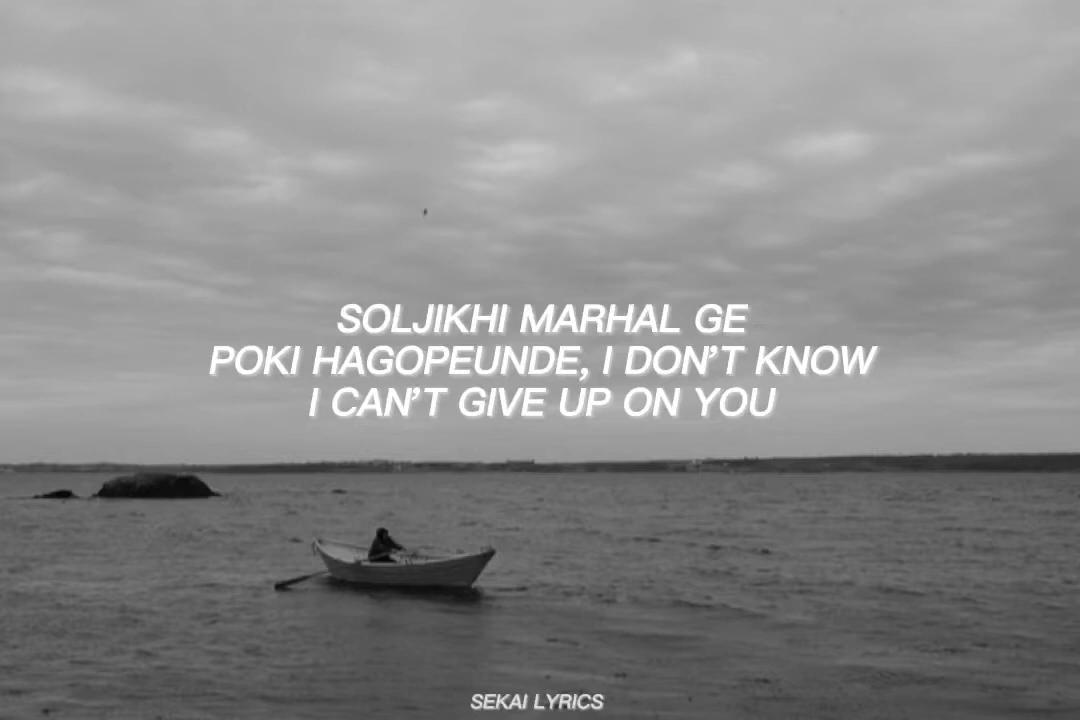 SOLJIKHI MARHAL GE
POKI HAGOPEUNDE, I DON'T KNOW
I CAN'T GIVE UP ON YOU
SEKAI LYRICS